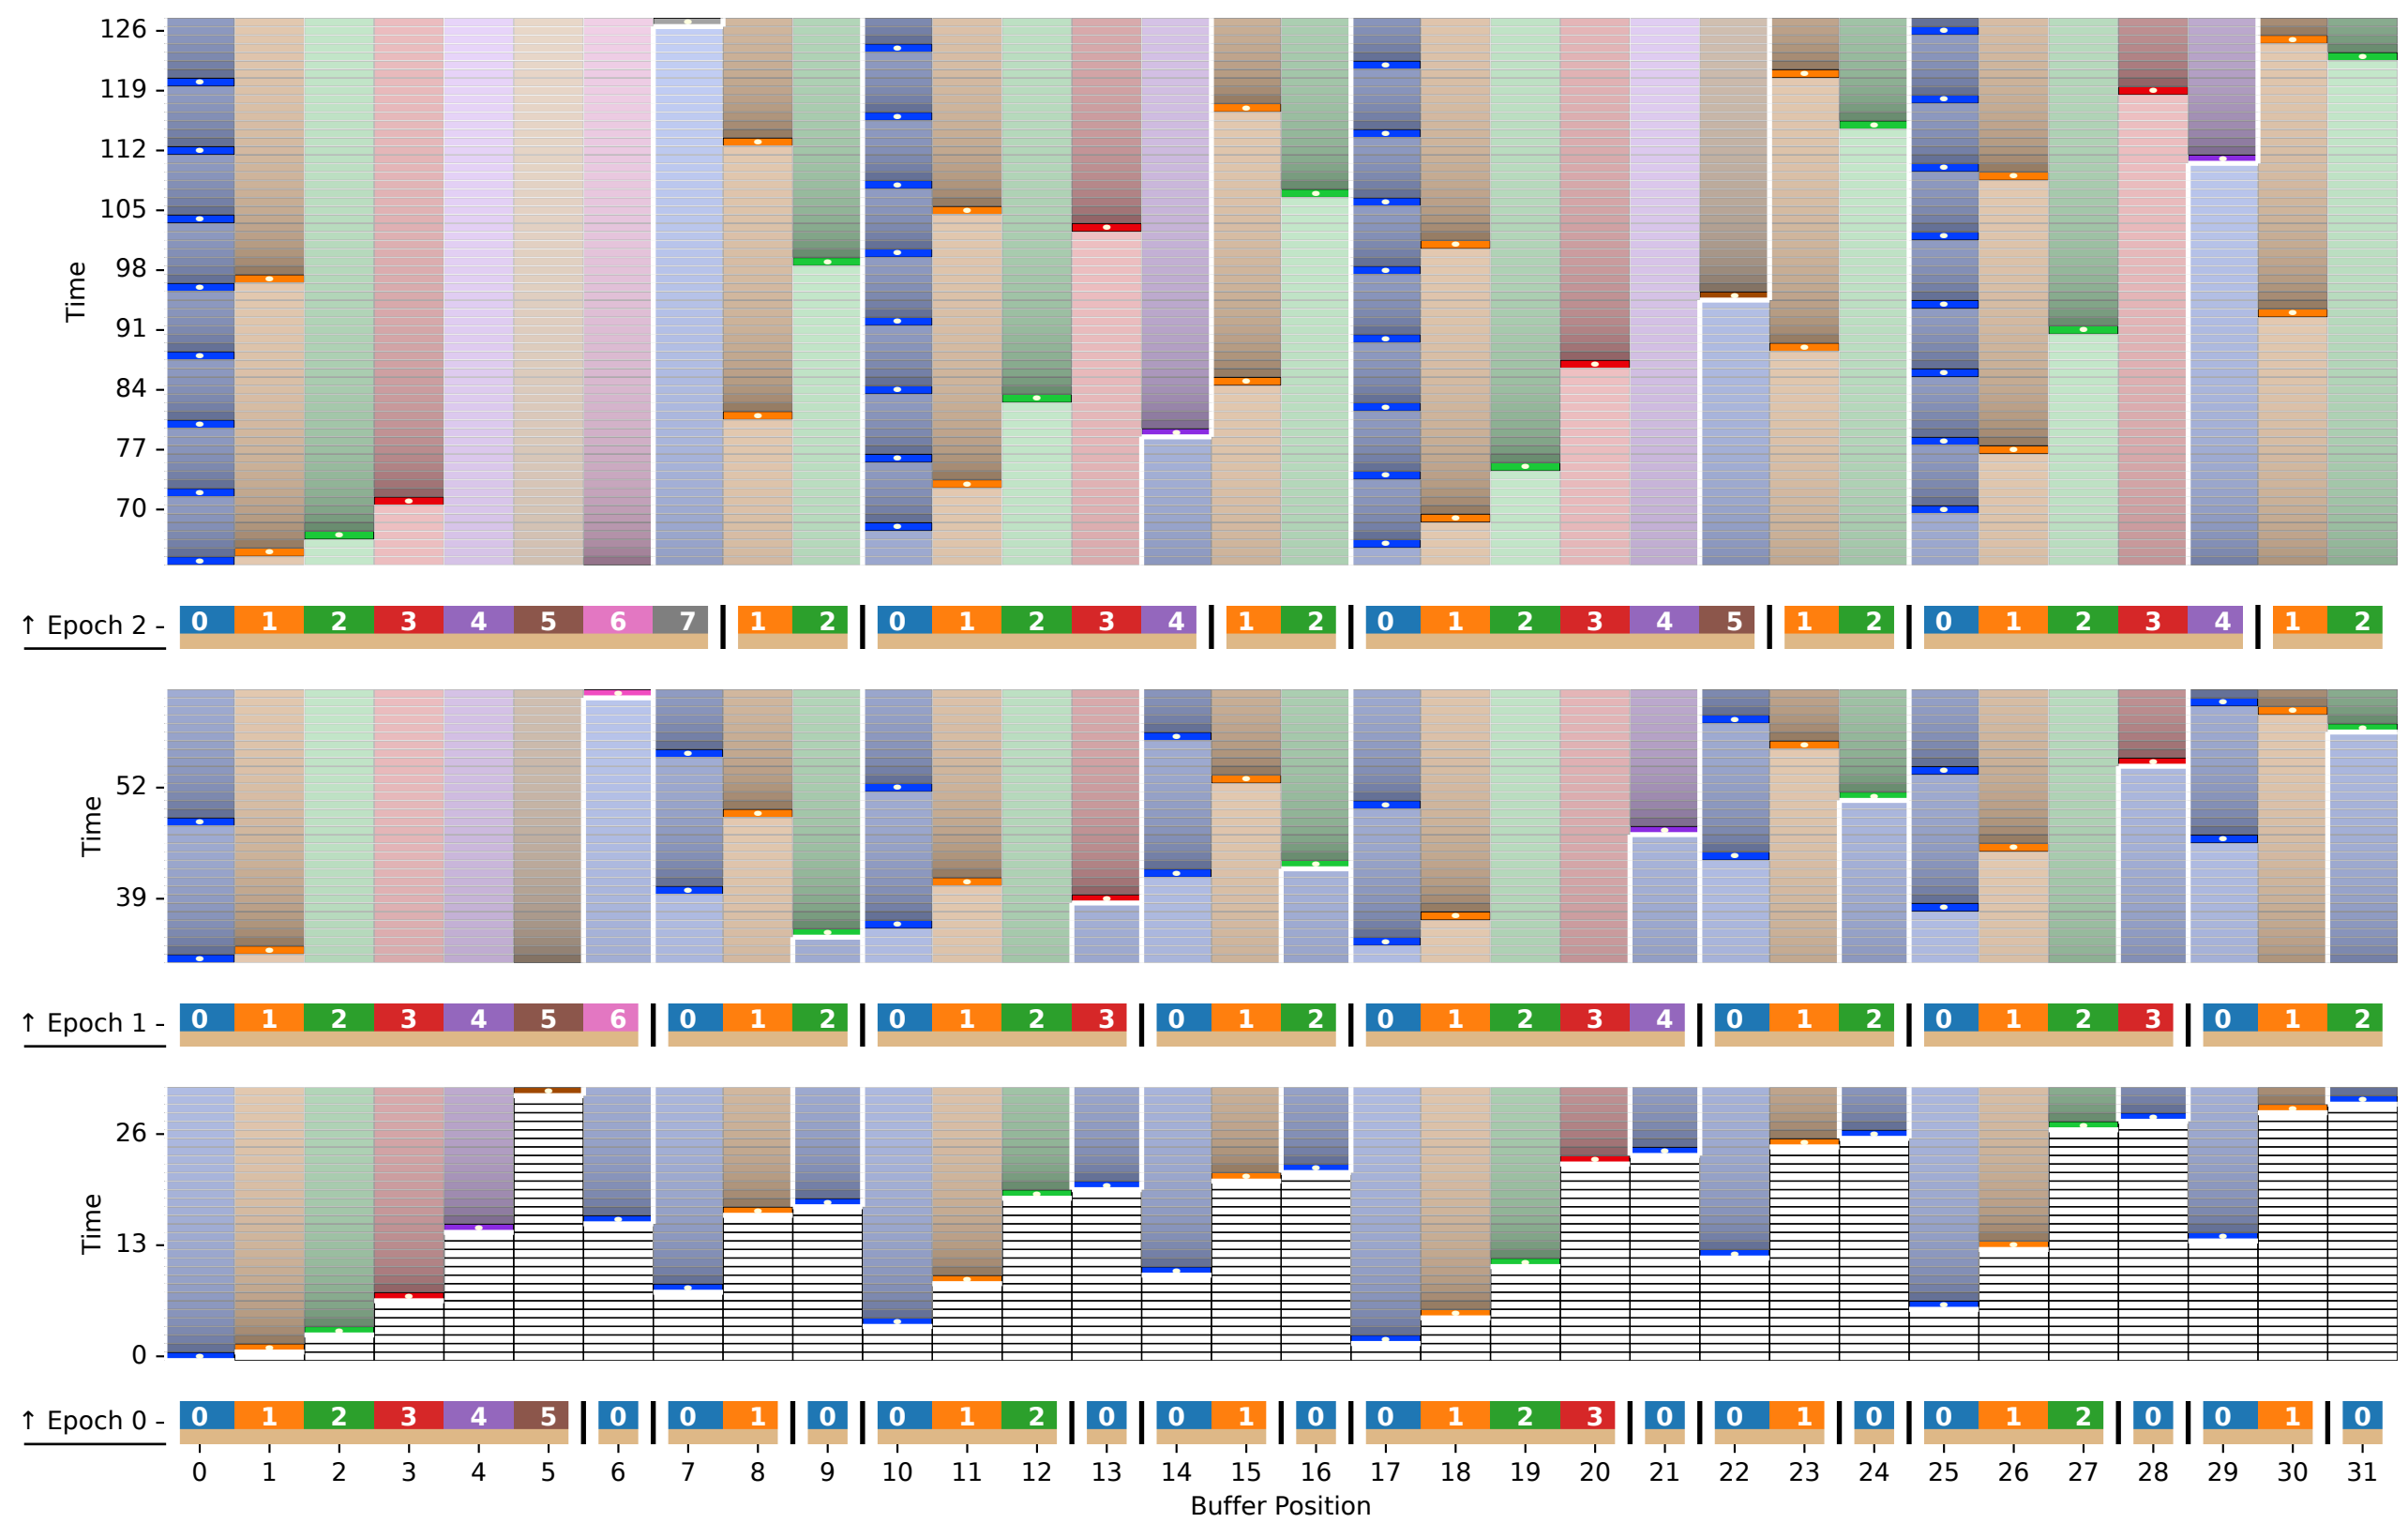 126
119
112
105
98
91
84
77
70
Time
↑ Epoch 2
0 1 2 3 4 5 6 7 1 2 0 1 2 3 4 1 2 0 1 2 3 4 5 1 2 0 1 2 3 4 1 2
52
39
Time
↑ Epoch 1
0 1 2 3 4 5 6 0 1 2 0 1 2 3 0 1 2 0 1 2 3 4 0 1 2 0 1 2 3 0 1 2
26
13
0
Time
↑ Epoch 0
0 1 2 3 4 5 0 0 1 0 0 1 2 0 0 1 0 0 1 2 3 0 0 1 0 0 1 2 0 0 1 0
0 1 2 3 4 5 6 7 8 9 10 11 12 13 14 15 16 17 18 19 20 21 22 23 24 25 26 27 28 29 30 31
Buffer Position